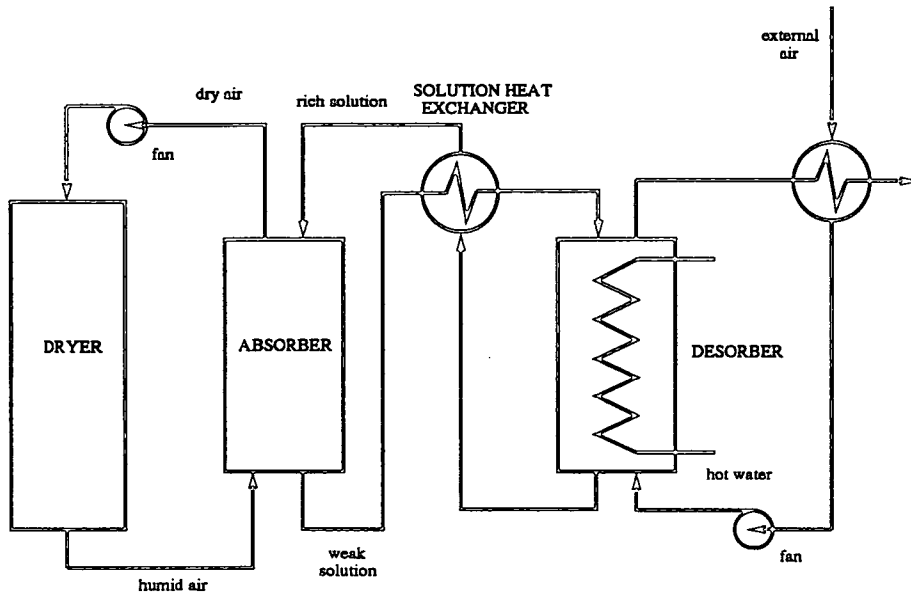 external
air
SOLUTION HEAT
EXCHANGER
dry air
rich solution
fan
DRYER
ABSORBER
DESORBER
hot water
weak
solution
fan
humid air